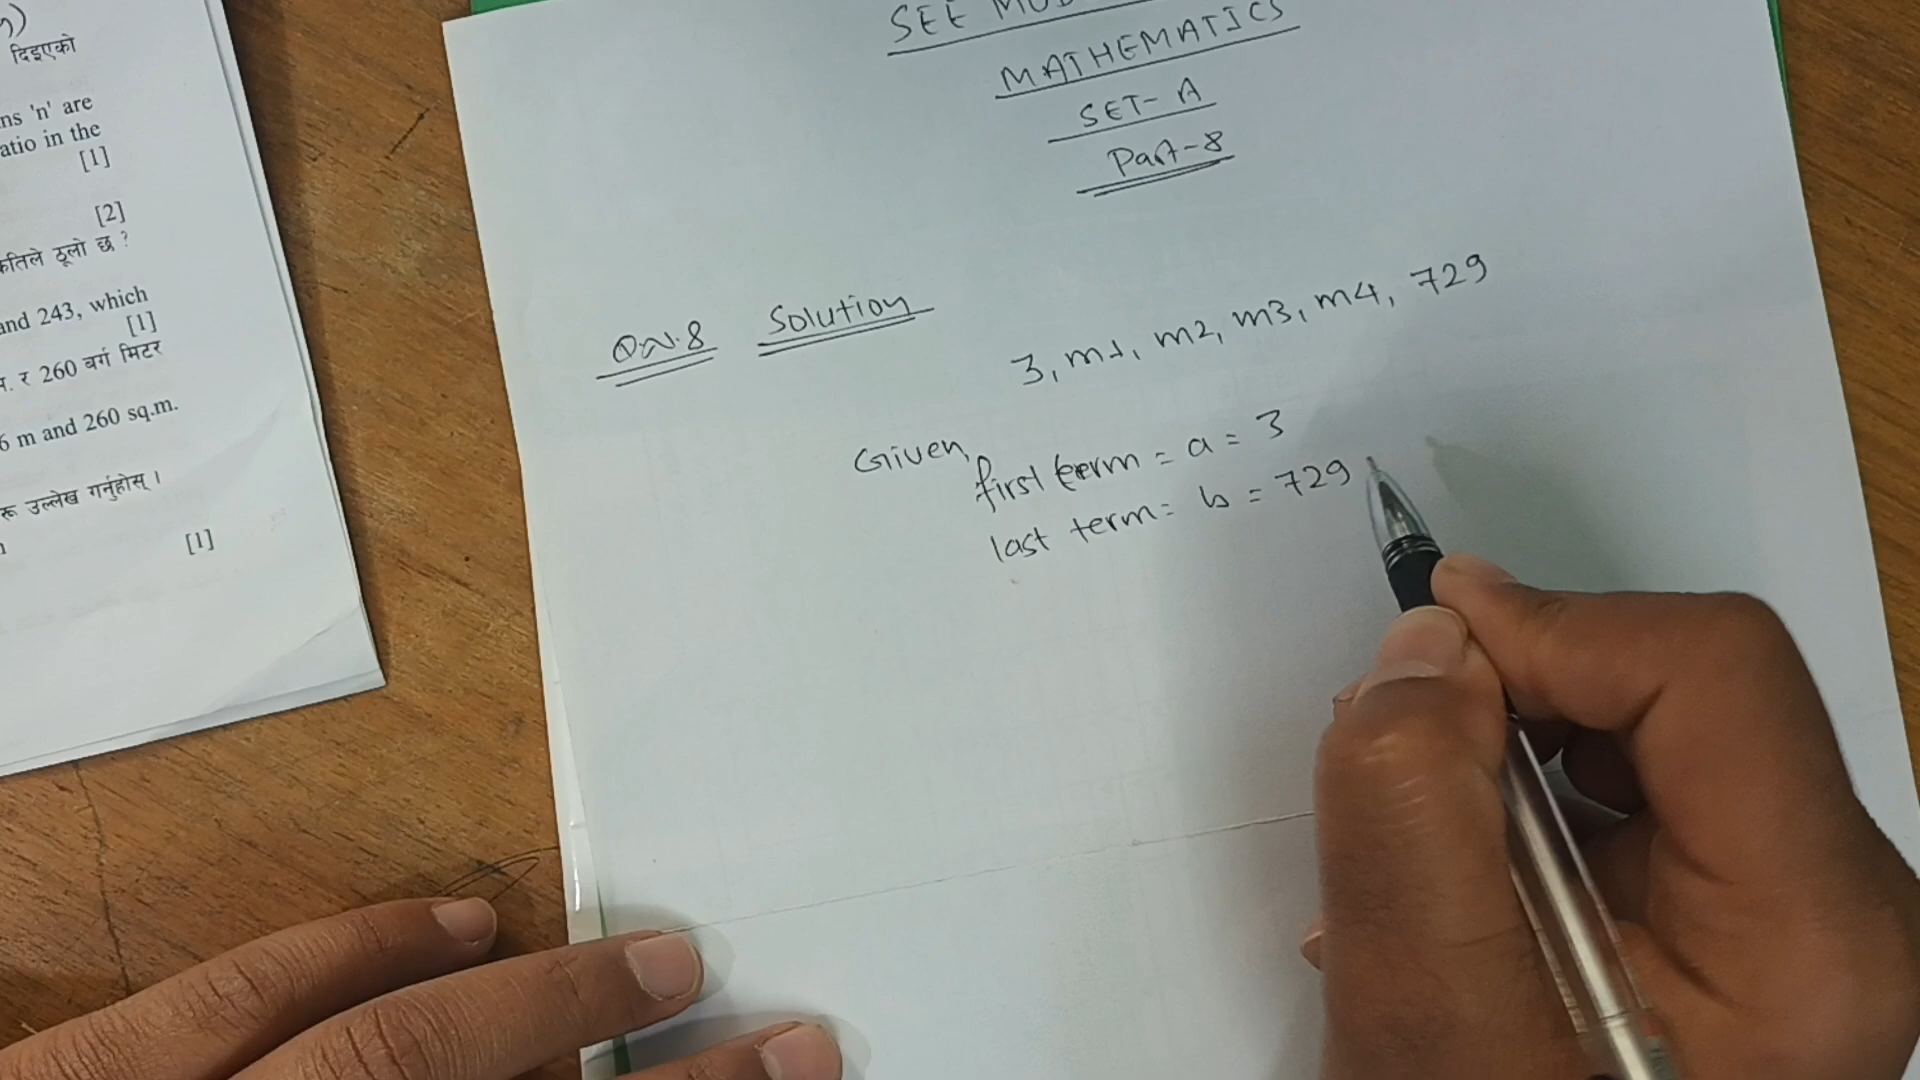 दिइएको
ns 'n' are
atio in the
[1]
[2]
कतिले ठूलो छ ?
and 243, which
[1]
र 260 वर्ग मिटर
6 m and 260 sq.m.
रू उल्लेख गर्नुहोस् ।
[1]
SEE
MATHEMATICS
SET- A
Part-8
Q.N.8 Solution
3, m1, m2, m3, m4, 729
Given,
first term = a = 3
last term = b = 729